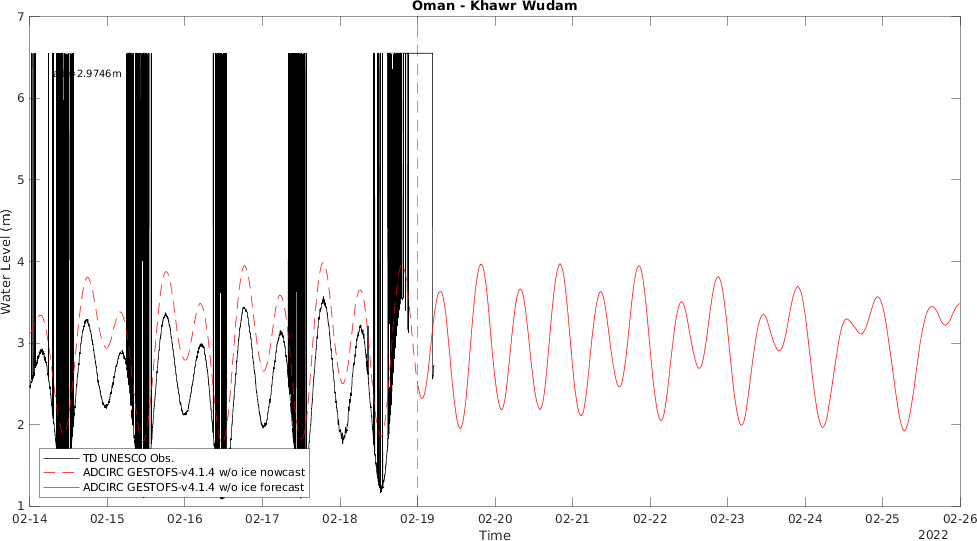 Oman - Khawr Wudam
7
6
5
4
3
2
1
Water Level (m)
=2.9746m
TD UNESCO Obs.
ADCIRC GESTOFS-v4.1.4 w/o ice nowcast
ADCIRC GESTOFS-v4.1.4 w/o ice forecast
02-14 02-15 02-16 02-17 02-18 02-19 02-20 02-21 02-22 02-23 02-24 02-25 02-26
Time
2022